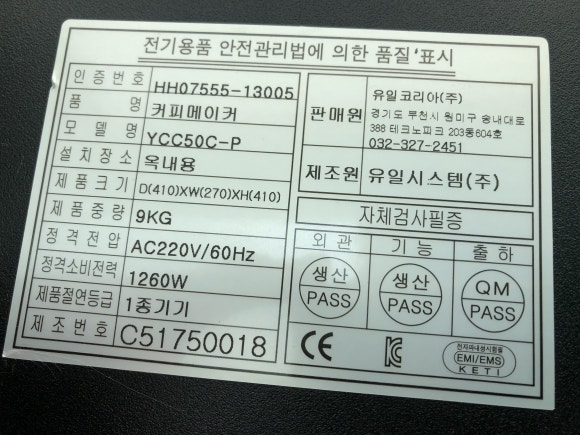 전기용품 안전관리법에 의한 품질 '표시
인증번호 HH07555-13005
품 명 커피메이커
모델명 YCC50C-P
설치장소 옥내용
제품크기 D(410)XW(270)XH(410)
제품중량 9KG
정격전압 AC220V/60Hz
정격소비전력 1260W
제품절연등급 1종기기
제조번호 C51750018
판매원
유일코리아(주)
경기도 부천시 원미구 송내대로
388 테크노파크 203동604호
032-327-2451
제조원 유일시스템(주)
자체검사필증
외관 기능 출하
생산 생산 QM
PASS PASS PASS
CE
전자파내성시험필
EMI/EMS
KETI